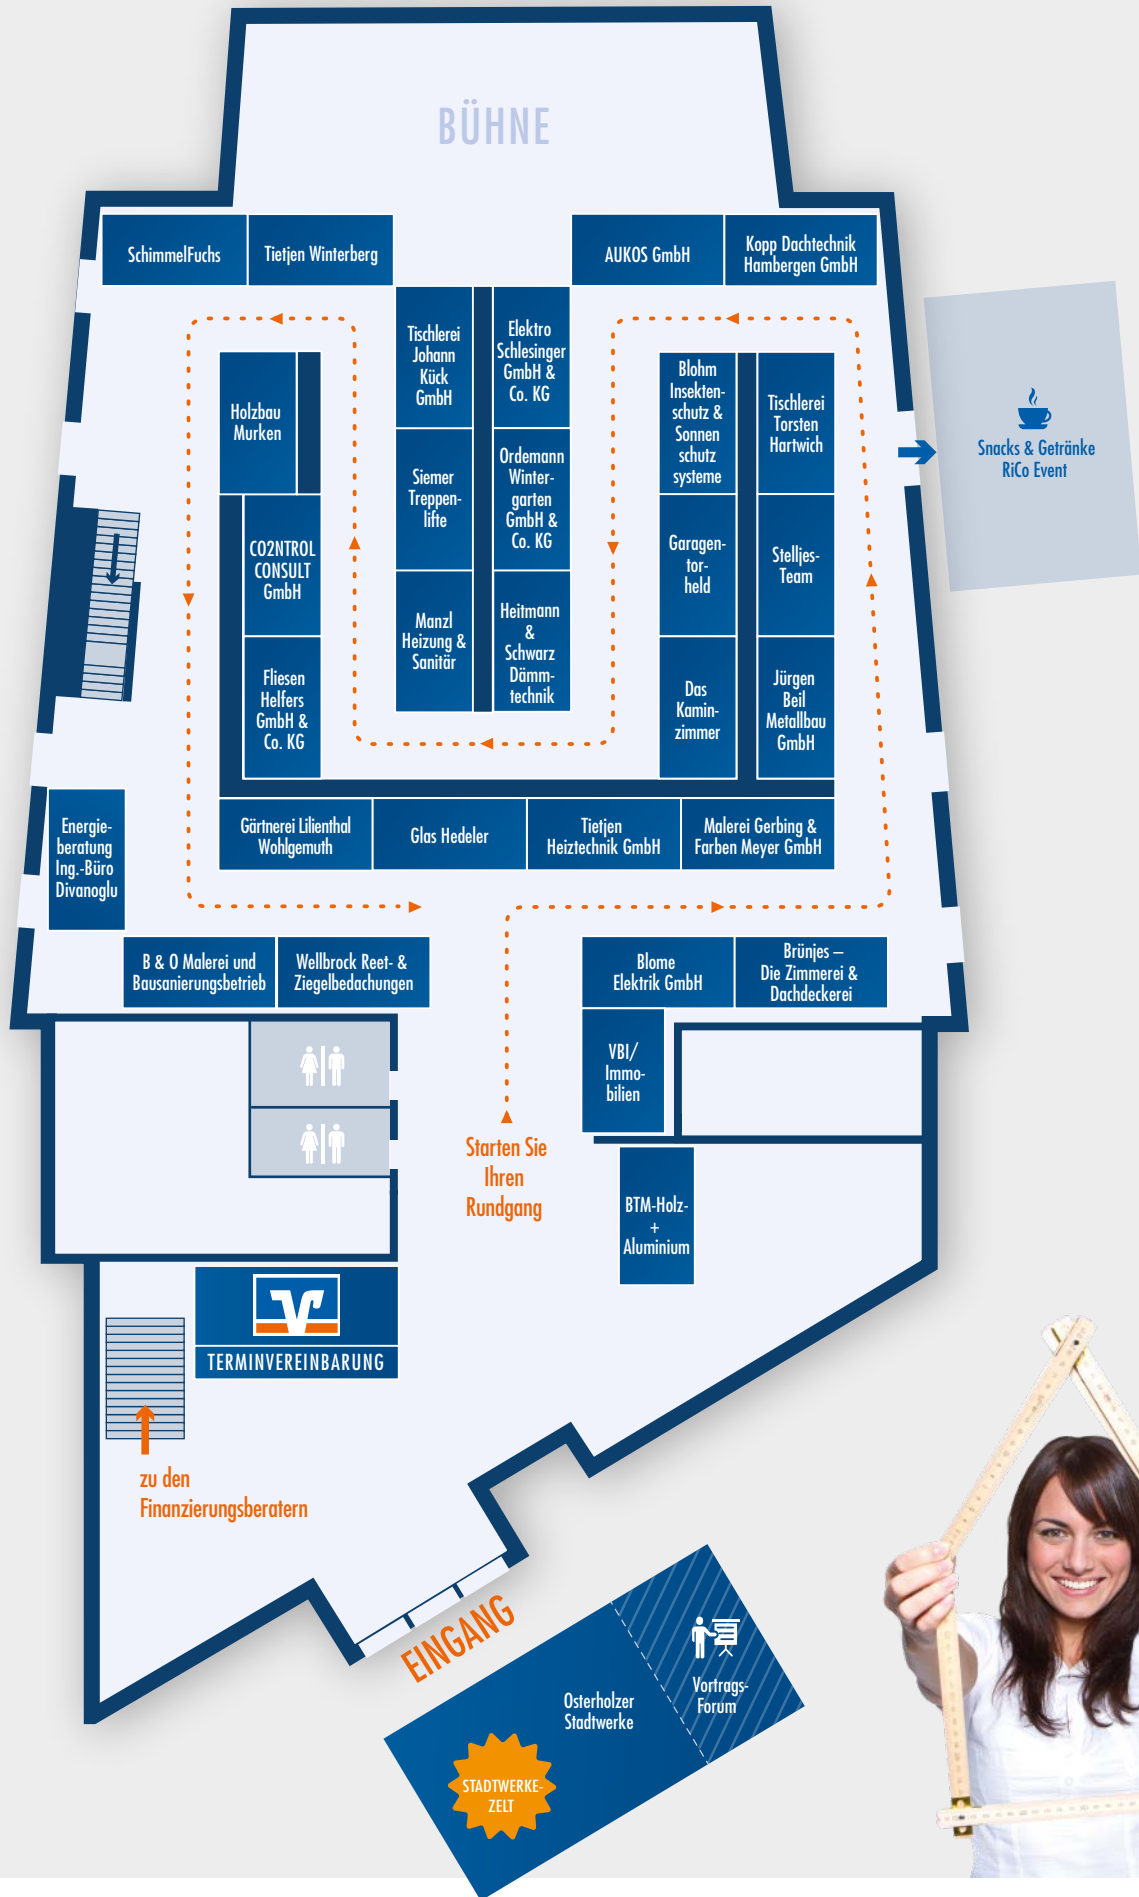 BÜHNE
SchimmelFuchs
Tietjen Winterberg
AUKOS GmbH
Kopp Dachtechnik
Hambergen GmbH
Tischlerei
Johann
Kück
GmbH
Elektro
Schlesinger
GmbH &
Co. KG
Holzbau
Murken
Blohm
Insekten-
schutz &
Sonnen
schutz
systeme
Tischlerei
Torsten
Hartwich
Snacks & Getränke
RiCo Event
Siemer
Treppen-
lifte
Ordemann
Winter-
garten
GmbH &
Co. KG
CO2NTROL
CONSULT
GmbH
Garagen-
tor-
held
Stelljes-
Team
Manzl
Heizung &
Sanitär
Heitmann
&
Schwarz
Dämm-
technik
Fliesen
Helfers
GmbH &
Co. KG
Das
Kamin-
zimmer
Jürgen
Beil
Metallbau
GmbH
Energie-
beratung
Ing.-Büro
Divanoglu
Gärtnerei Lilienthal
Wohlgemuth
Glas Hedeler
Tietjen
Heiztechnik GmbH
Malerei Gerbing &
Farben Meyer GmbH
B & O Malerei und
Bausanierungsbetrieb
Wellbrock Reet- &
Ziegelbedachungen
Blome
Elektrik GmbH
Brünjes –
Die Zimmerei &
Dachdeckerei
VBI/
Immo-
bilien
Starten Sie
Ihren
Rundgang
BTM-Holz-
+
Aluminium
TERMINVEREINBARUNG
zu den
Finanzierungsberatern
EINGANG
Osterholzer
Stadtwerke
Vortrags-
Forum
STADTWERKE-
ZELT